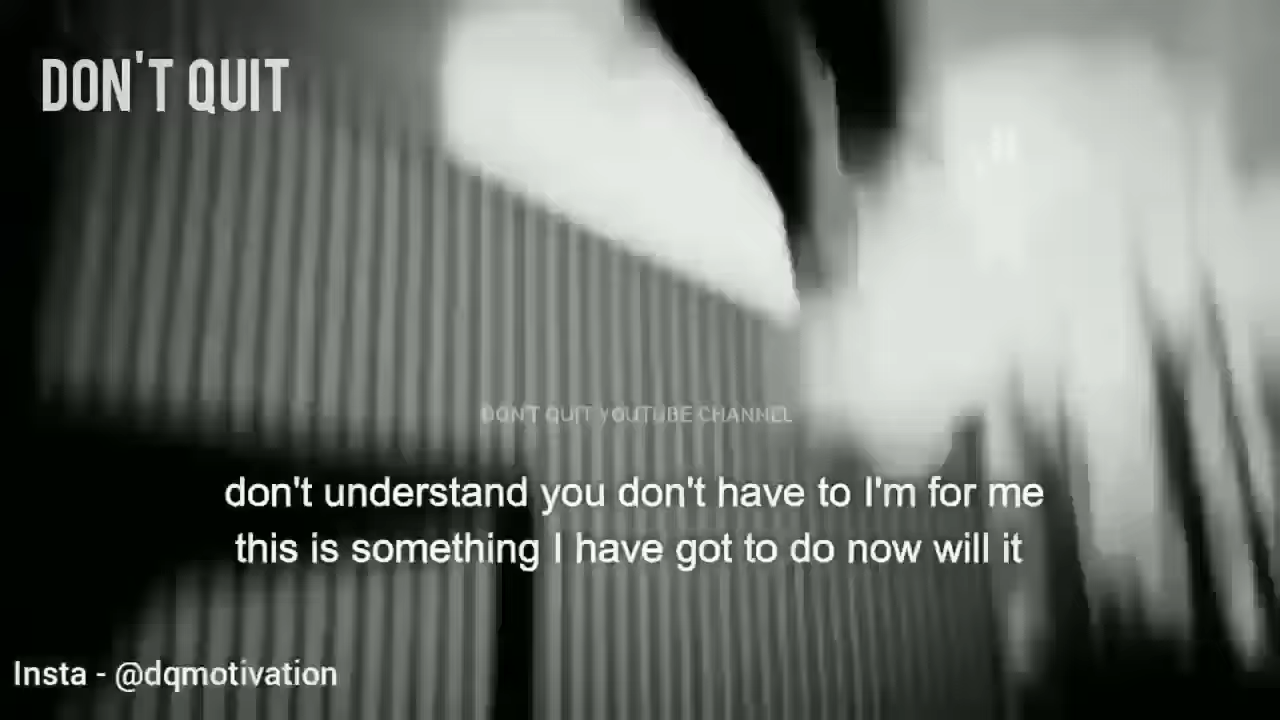 DON'T QUIT
DON'T QUIT YOUTUBE CHANNEL
don't understand you don't have to I'm for me
this is something I have got to do now will it
Insta - @dqmotivation